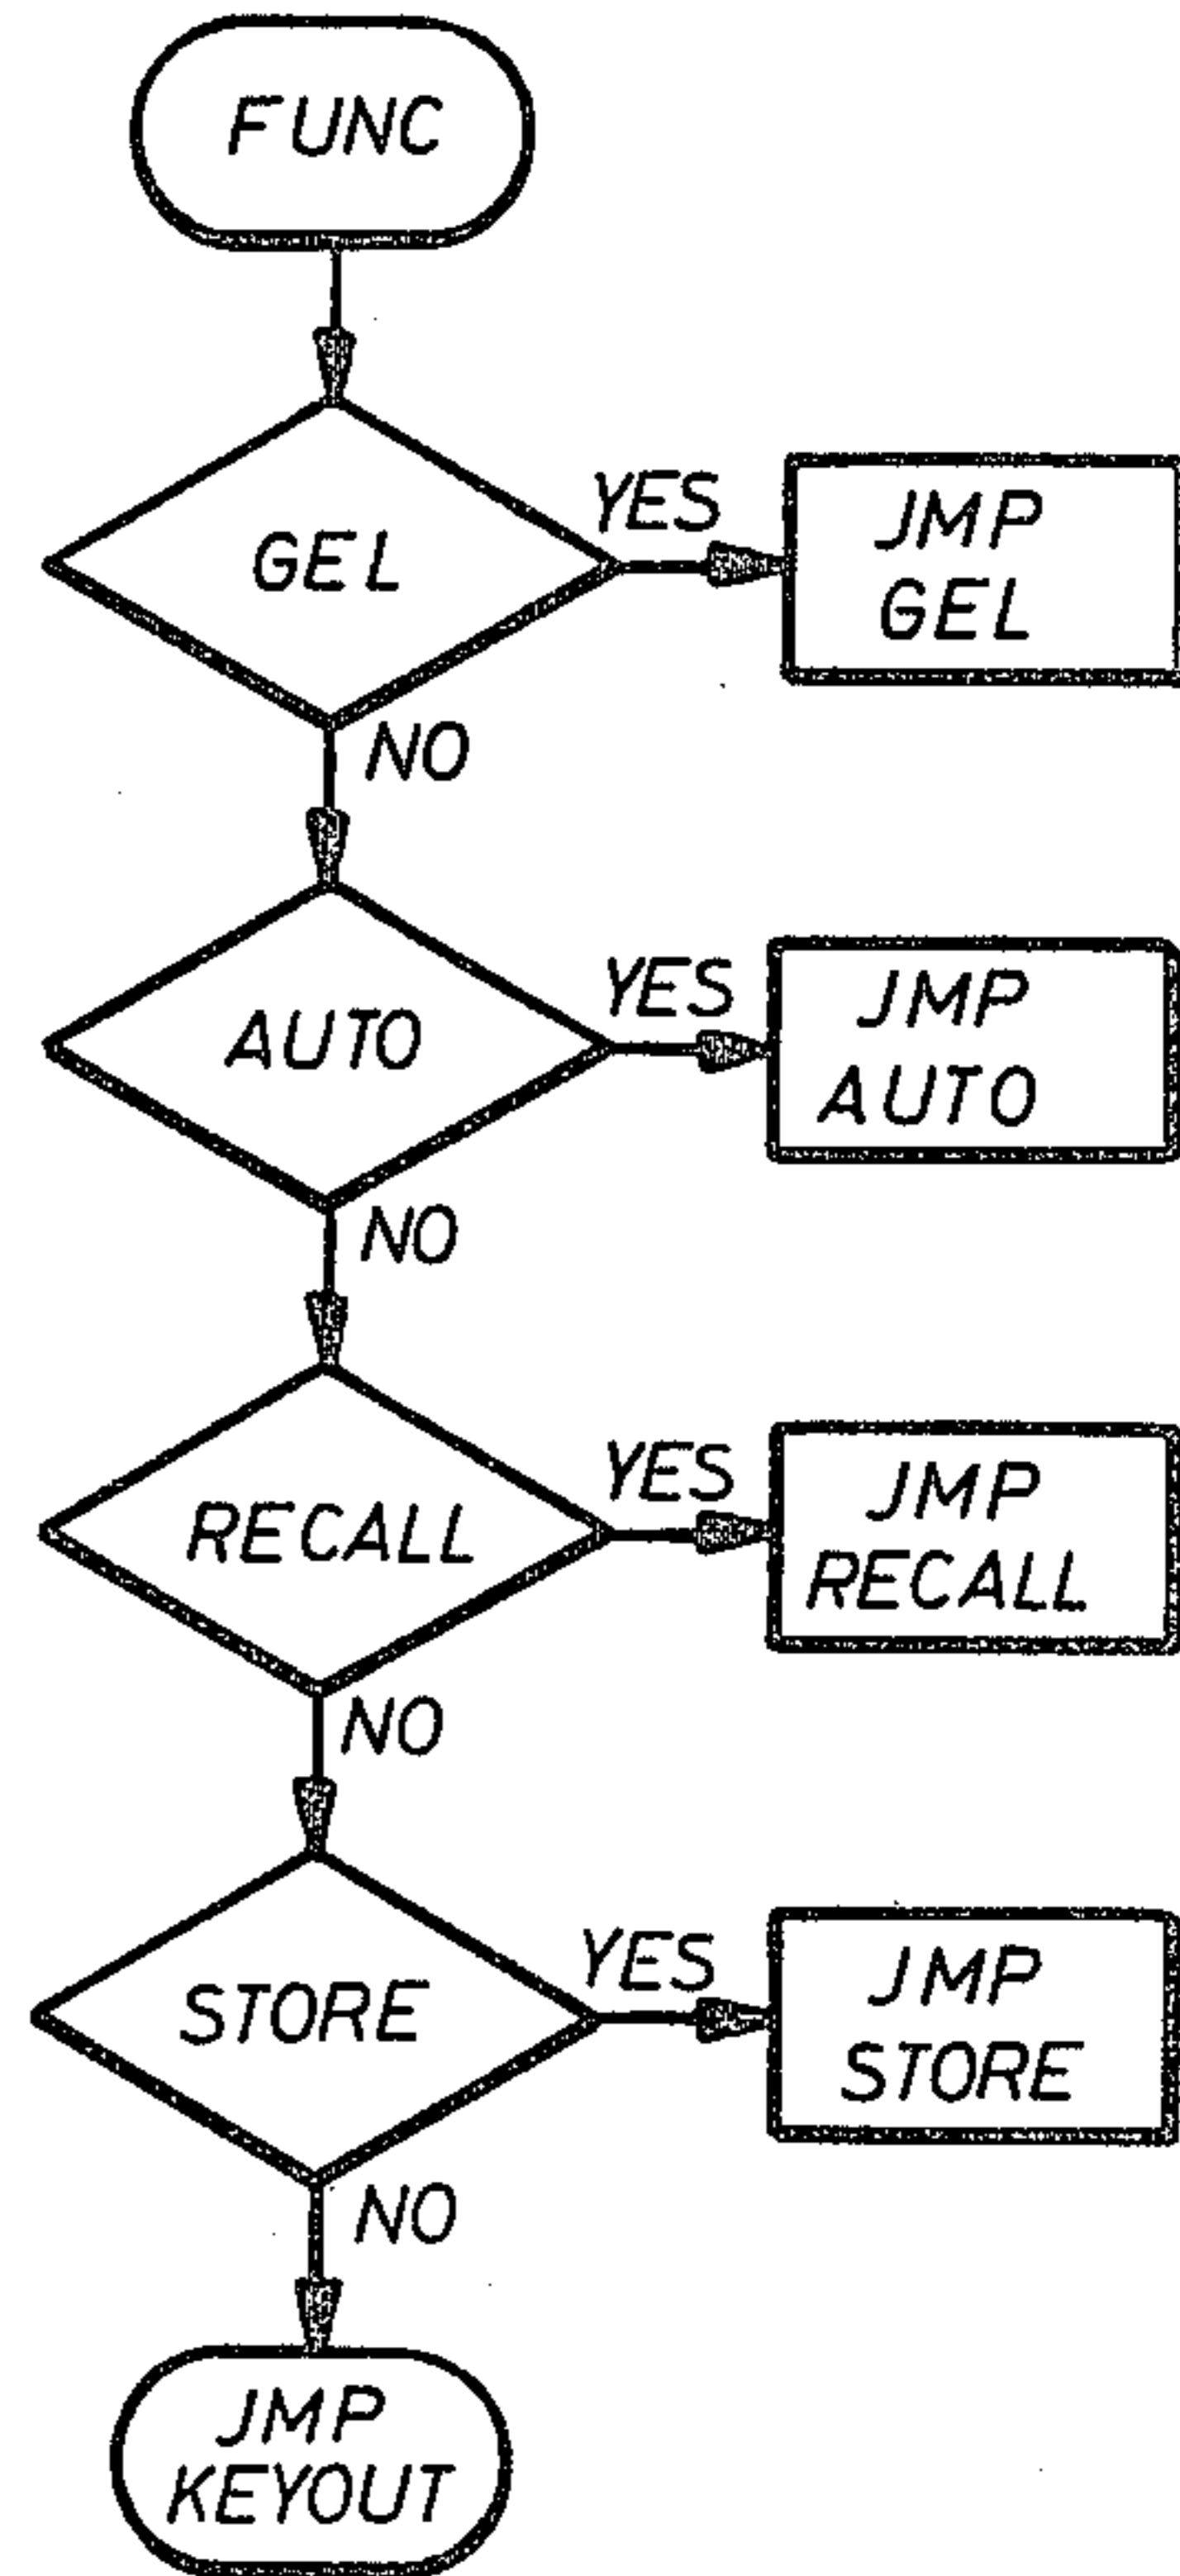 FUNC
GEL
YES
JMP
GEL
NO
AUTO
YES
JMP
AUTO
NO
RECALL
YES
JMP
RECALL
NO
STORE
YES
JMP
STORE
NO
JMP
KEYOUT